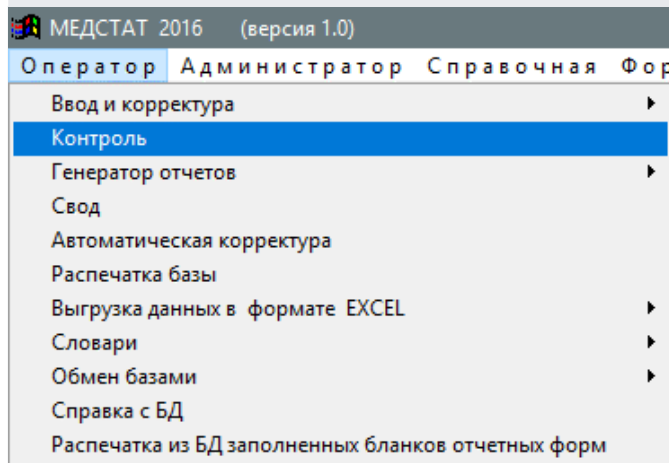 МЕДСТАТ 2016 (версия 1.0)
Оператор Администратор Справочная Фор
Ввод и корректура
Контроль
Генератор отчетов
Свод
Автоматическая корректура
Распечатка базы
Выгрузка данных в формате EXCEL
Словари
Обмен базами
Справка с БД
Распечатка из БД заполненных бланков отчетных форм